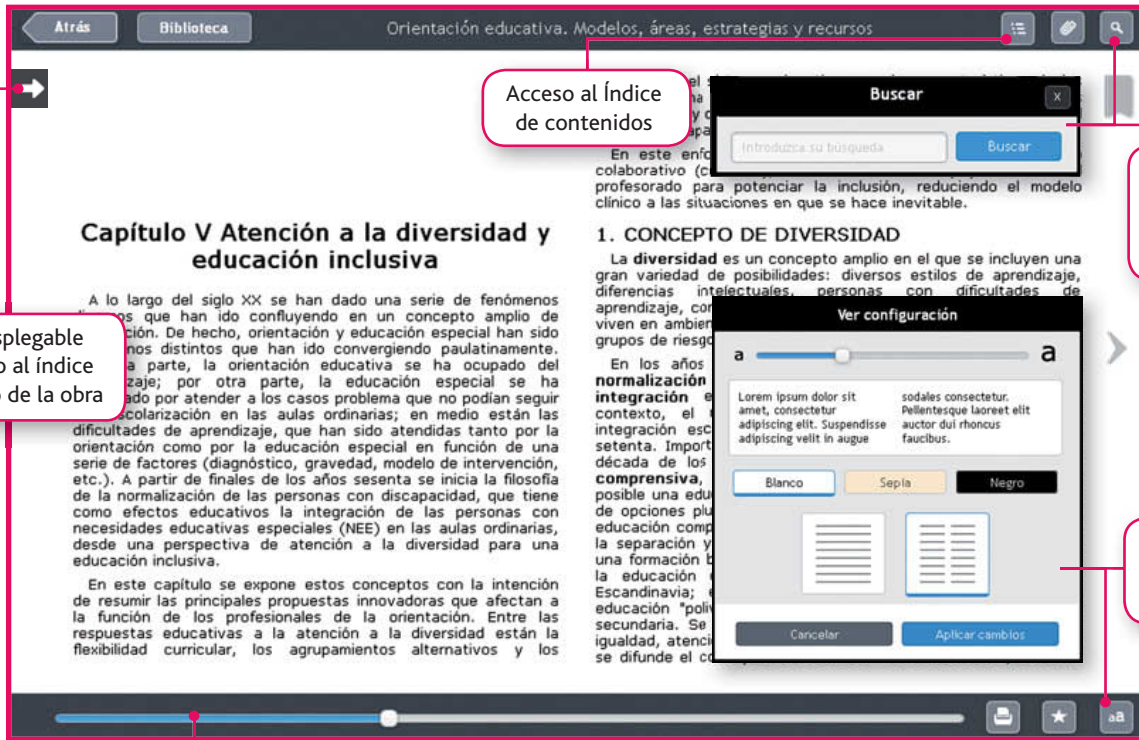 Atrás
Biblioteca
Orientación educativa. Modelos, áreas, estrategias y recursos
Acceso al Índice
de contenidos
Buscar
X
Introduzca su búsqueda
Buscar
En este enfo
colaborativo (c
profesorado para potenciar la inclusión, reduciendo el modelo
clínico a las situaciones en que se hace inevitable.
Capítulo V Atención a la diversidad y
educación inclusiva
A lo largo del siglo XX se han dado una serie de fenómenos
que han ido confluyendo en un concepto amplio de
ción. De hecho, orientación y educación especial han sido
nos distintos que han ido convergiendo paulatinamente.
a parte, la orientación educativa se ha ocupado del
zaje; por otra parte, la educación especial se ha
ado por atender a los casos problema que no podían seguir
scolarización en las aulas ordinarias; en medio están las
dificultades de aprendizaje, que han sido atendidas tanto por la
orientación como por la educación especial en función de una
serie de factores (diagnóstico, gravedad, modelo de intervención,
etc.). A partir de finales de los años sesenta se inicia la filosofía
de la normalización de las personas con discapacidad, que tiene
como efectos educativos la integración de las personas con
necesidades educativas especiales (NEE) en las aulas ordinarias,
desde una perspectiva de atención a la diversidad para una
educación inclusiva.
En este capítulo se expone estos conceptos con la intención
de resumir las principales propuestas innovadoras que afectan a
la función de los profesionales de la orientación. Entre las
respuestas educativas a la atención a la diversidad están la
flexibilidad curricular, los agrupamientos alternativos y los
splegable
o al índice
o de la obra
1. CONCEPTO DE DIVERSIDAD
La diversidad es un concepto amplio en el que se incluyen una
gran variedad de posibilidades: diversos estilos de aprendizaje,
diferencias intelectuales, personas con dificultades de
aprendizaje, con
viven en ambien
grupos de riesgo
En los años
normalización
integración e
contexto, el
integración esc
setenta. Import
década de los
comprensiva,
posible una edu
de opciones plu
educación comp
la separación y
una formación b
la educación
Escandinavia; e
educación "poliv
secundaria. Se
igualdad, atenci
se difunde el co
Ver configuración
a
a
Lorem ipsum dolor sit
amet, consectetur
adipiscing elit. Suspendisse
adipiscing velit in augue
sodales consectetur.
Pellentesque laoreet elit
auctor dui rhoncus
faucibus.
Blanco
Sepia
Negro
Cancelar
Aplicar cambios
aa